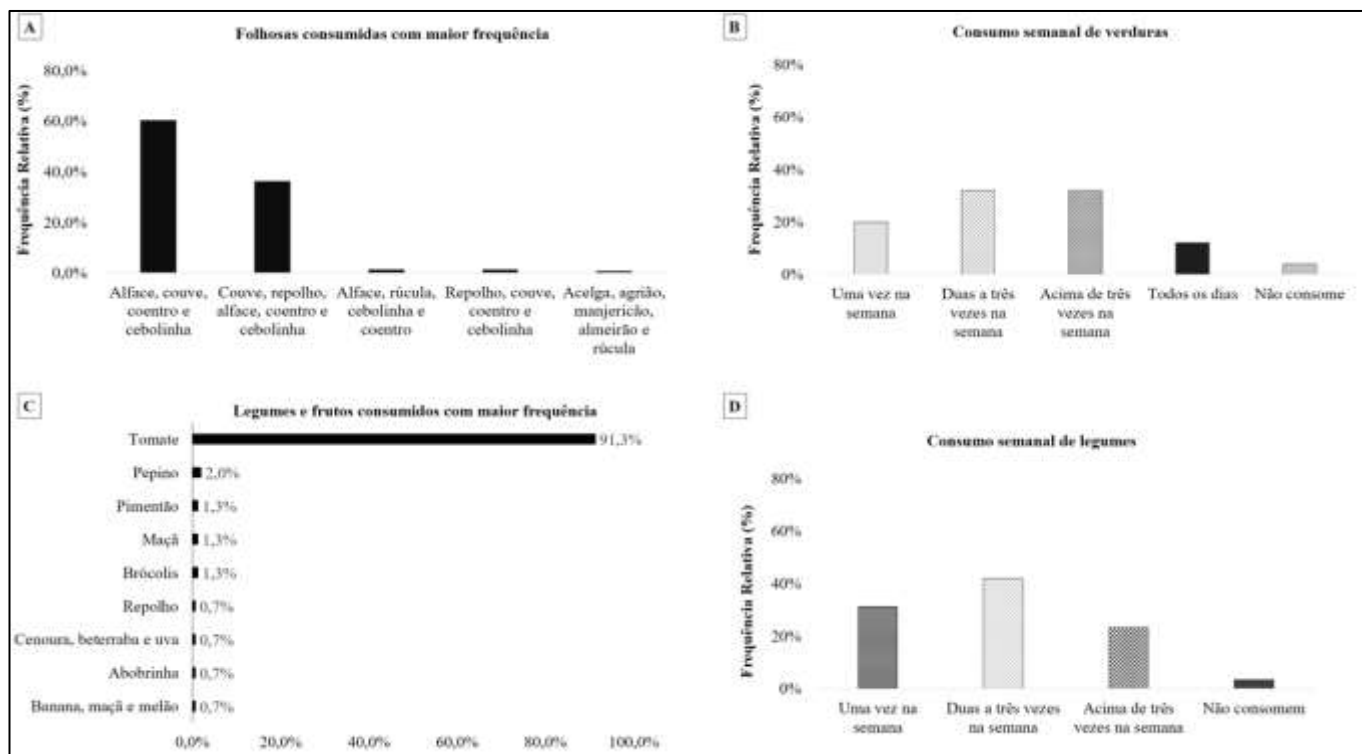 A
Folhosas consumidas com maior frequência
Frequência Relativa (%)
80,0%
60,0%
40,0%
20,0%
0,0%
Alface, couve,
coentro e
cebolinha
Couve, repolho,
alface, coentro e
cebolinha
Alface, rúcula,
cebolinha e
coentro
Repolho, couve,
coentro e
cebolinha
Acelga, agrião,
manjericão,
almeirão e
rúcula
B
Consumo semanal de verduras
Frequência Relativa (%)
80%
60%
40%
20%
0%
Uma vez na
semana
Duas a três
vezes na
semana
Acima de três
vezes na
semana
Todos os dias
Não consome
C
Legumes e frutos consumidos com maior frequência
Tomate 91,3%
Pepino 2,0%
Pimentão 1,3%
Maçã 1,3%
Brócolis 1,3%
Repolho 0,7%
Cenoura, beterraba e uva 0,7%
Abobrinha 0,7%
Banana, maçã e melão 0,7%
0,0% 20,0% 40,0% 60,0% 80,0% 100,0%
D
Consumo semanal de legumes
Frequência Relativa (%)
80%
60%
40%
20%
0%
Uma vez na
semana
Duas a três vezes
na semana
Acima de três
vezes na semana
Não consomem